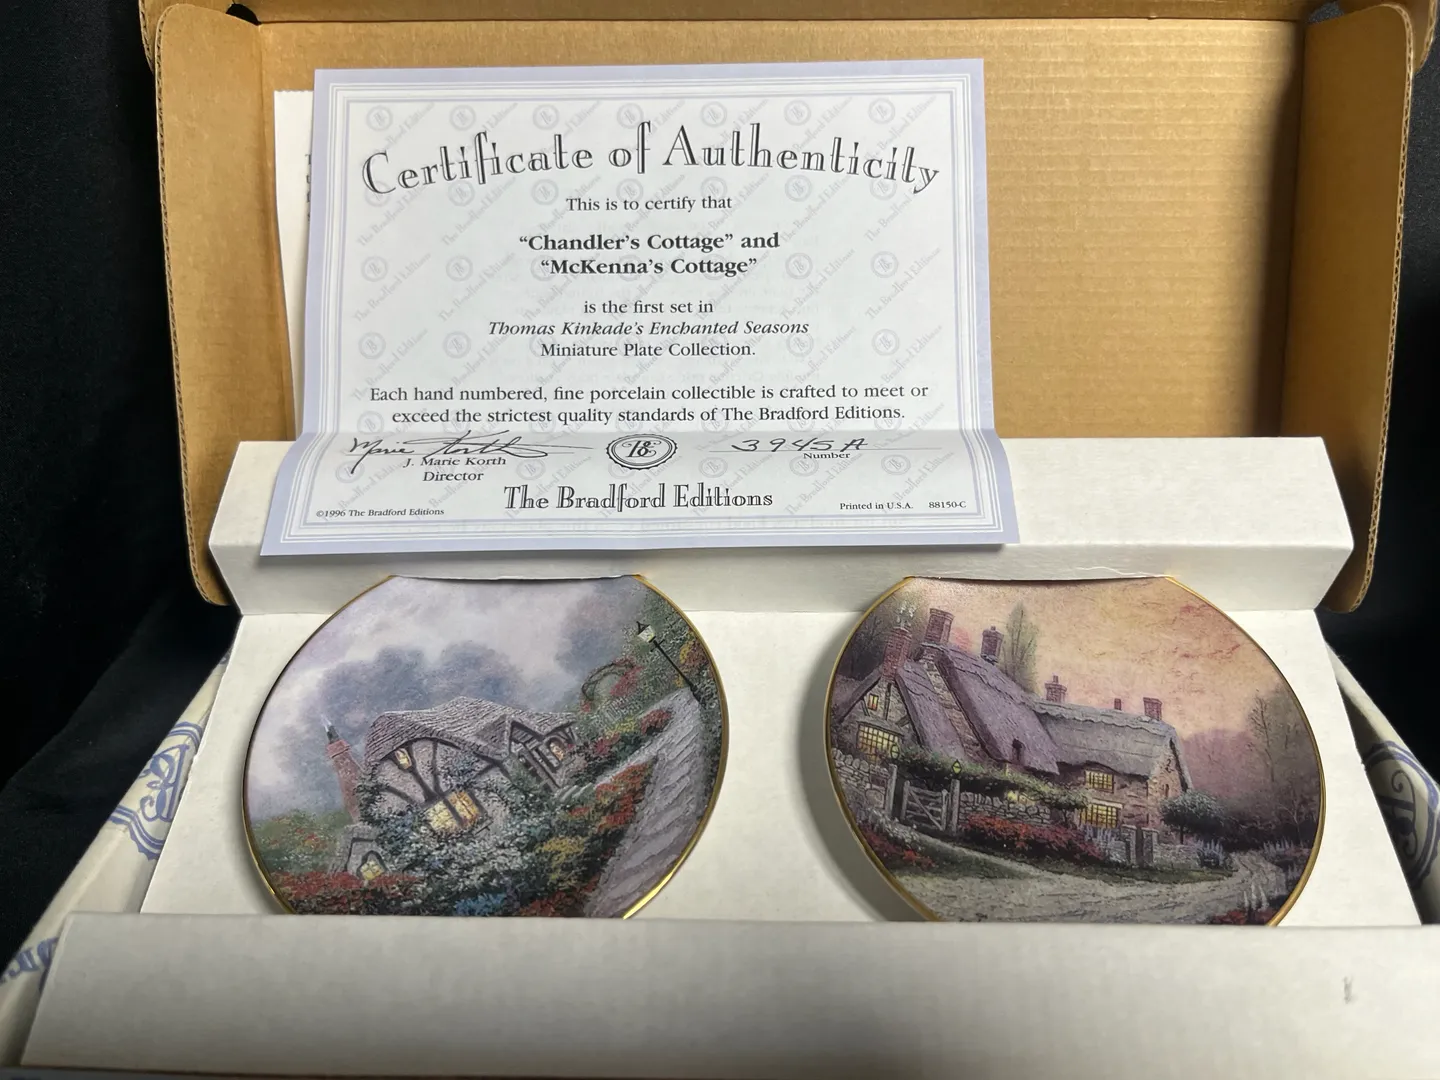 Certificate of Authenticity
This is to certify that
“Chandler’s Cottage” and
“McKenna’s Cottage”
is the first set in
Thomas Kinkade’s Enchanted Seasons
Miniature Plate Collection.
Each hand numbered, fine porcelain collectible is crafted to meet or
exceed the strictest quality standards of The Bradford Editions.
Marie Korth
3945A
J. Marie Korth
Number
Director
The Bradford Editions
©1996 The Bradford Editions
Printed in U.S.A. 88150-C